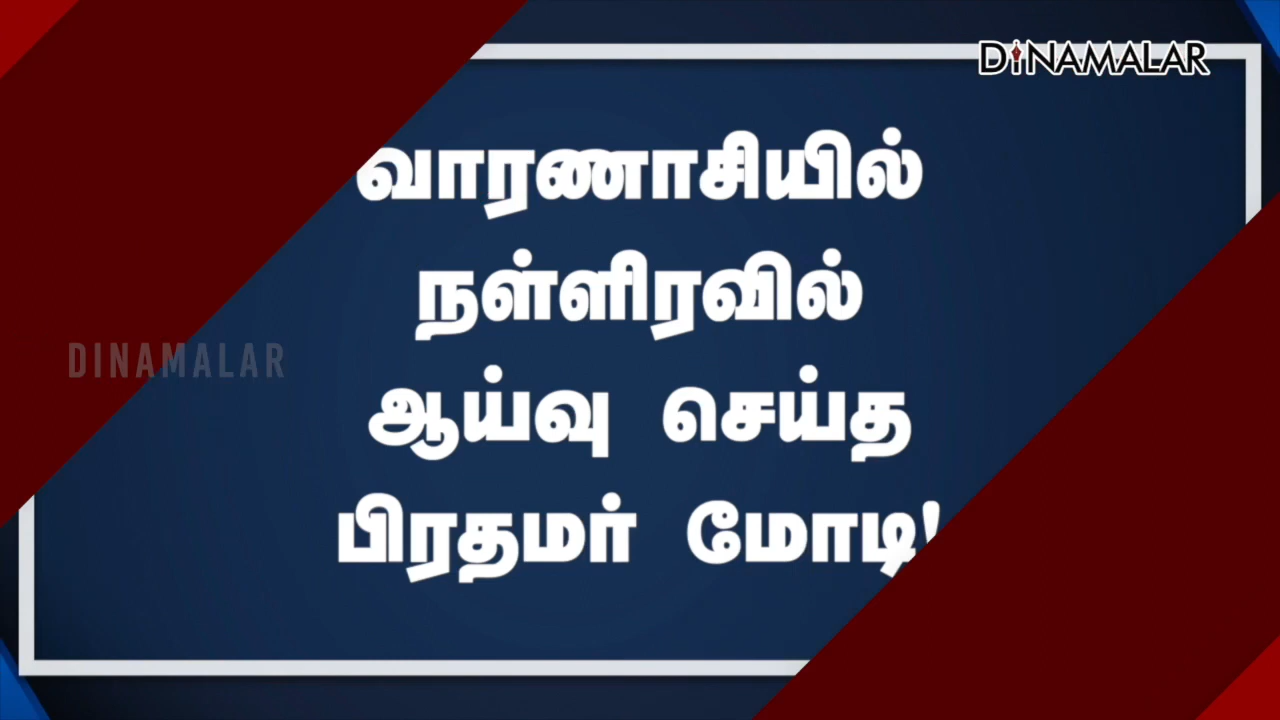 DINAMALAR
வாரணாசியில்
நள்ளிரவில்
DINAMALAR
ஆய்வு செய்த
பிரதமர் மோடி!